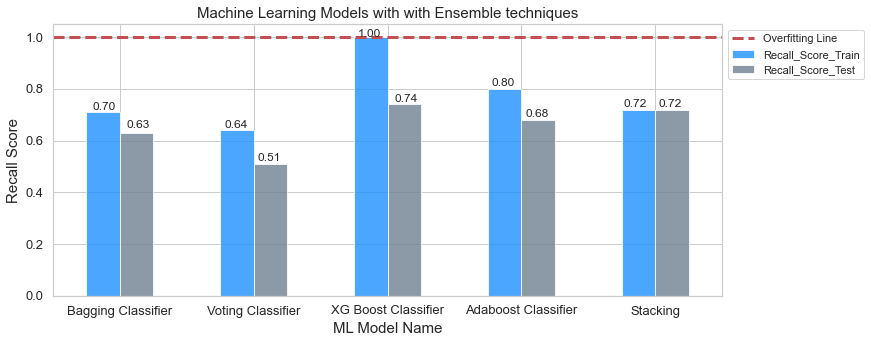 Machine Learning Models with with Ensemble techniques
Recall Score
1.0
0.8
0.6
0.4
0.2
0.0
0.70
0.63
0.64
0.51
1.00
0.74
0.80
0.68
0.72
0.72
Bagging Classifier
Voting Classifier
XG Boost Classifier
Adaboost Classifier
Stacking
ML Model Name
Overfitting Line
Recall_Score_Train
Recall_Score_Test